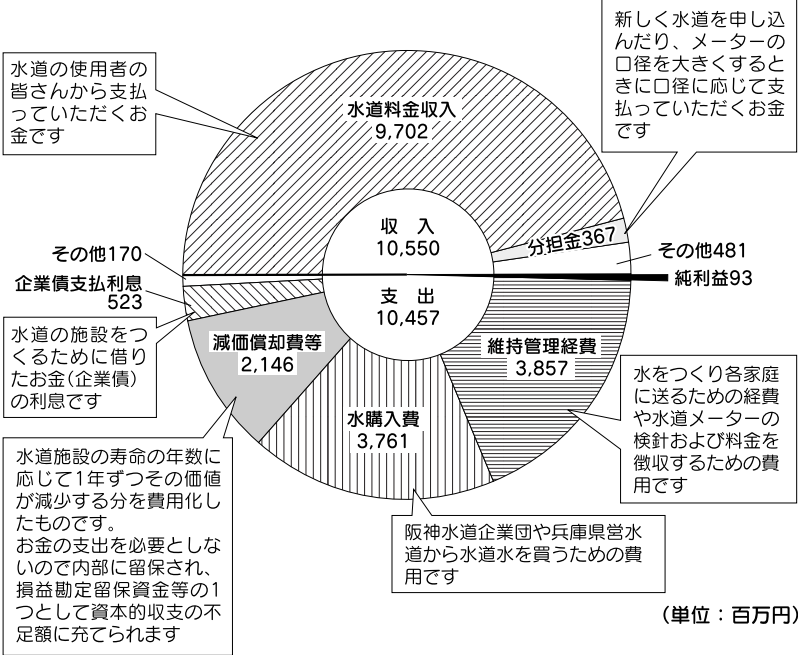 新しく水道を申し込
んだり、メーターの
口径を大きくすると
きに口径に応じて支
払っていただくお金
です
水道の使用者の
皆さんから支払
っていただくお
金です
水道料金収入
9,702
収　入
10,550
分担金367
その他481
純利益93
その他170
企業債支払利息
523
支　出
10,457
水道の施設をつ
くるために借り
たお金(企業債)
の利息です
減価償却費等
2,146
維持管理経費
3,857
水購入費
3,761
水をつくり各家庭
に送るための経費
や水道メーターの
検針および料金を
徴収するための費
用です
水道施設の寿命の年数に
応じて1年ずつその価値
が減少する分を費用化し
たものです。
お金の支出を必要としな
いので内部に留保され、
損益勘定留保資金等の1
つとして資本的収支の不
足額に充てられます
阪神水道企業団や兵庫県営水
道から水道水を買うための費
用です
（単位：百万円）